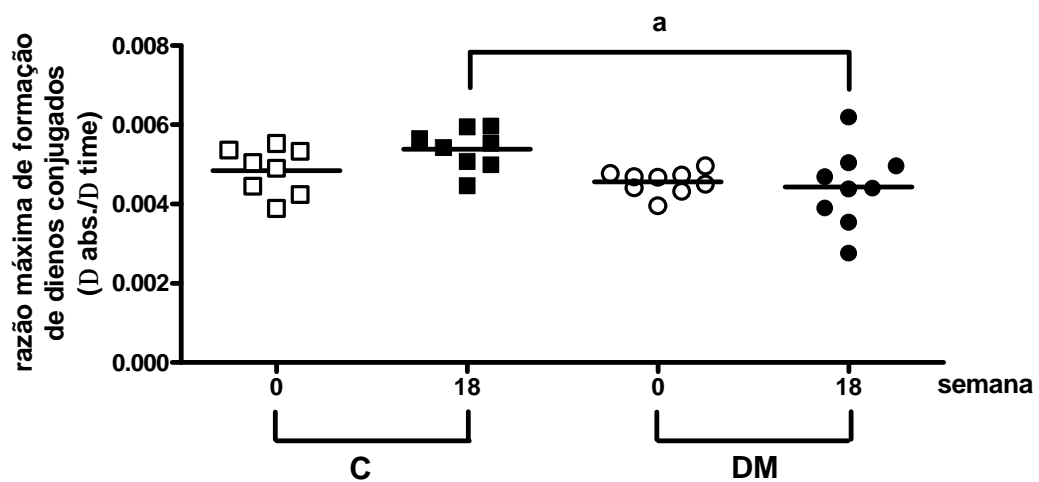 a
razão máxima de formação
de dienos conjugados
(D abs./D time)
0.008
0.006
0.004
0.002
0.000
0
18
0
18
semana
C
DM